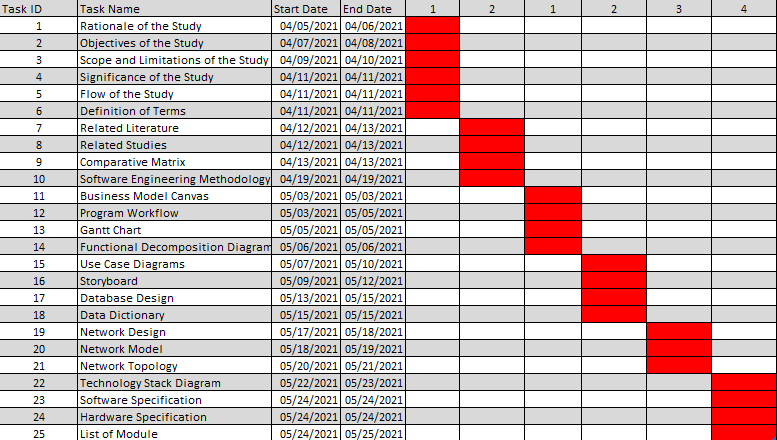 Task ID Task Name Start Date End Date 1 2 1 2 3 4
1 Rationale of the Study 04/05/2021 04/06/2021
2 Objectives of the Study 04/07/2021 04/08/2021
3 Scope and Limitations of the Study 04/09/2021 04/10/2021
4 Significance of the Study 04/11/2021 04/11/2021
5 Flow of the Study 04/11/2021 04/11/2021
6 Definition of Terms 04/11/2021 04/11/2021
7 Related Literature 04/12/2021 04/13/2021
8 Related Studies 04/12/2021 04/13/2021
9 Comparative Matrix 04/13/2021 04/13/2021
10 Software Engineering Methodology 04/19/2021 04/19/2021
11 Business Model Canvas 05/03/2021 05/03/2021
12 Program Workflow 05/03/2021 05/05/2021
13 Gantt Chart 05/05/2021 05/05/2021
14 Functional Decomposition Diagram 05/06/2021 05/06/2021
15 Use Case Diagrams 05/07/2021 05/10/2021
16 Storyboard 05/09/2021 05/12/2021
17 Database Design 05/13/2021 05/15/2021
18 Data Dictionary 05/15/2021 05/15/2021
19 Network Design 05/17/2021 05/18/2021
20 Network Model 05/18/2021 05/19/2021
21 Network Topology 05/20/2021 05/21/2021
22 Technology Stack Diagram 05/22/2021 05/23/2021
23 Software Specification 05/24/2021 05/24/2021
24 Hardware Specification 05/24/2021 05/24/2021
25 List of Module 05/24/2021 05/25/2021